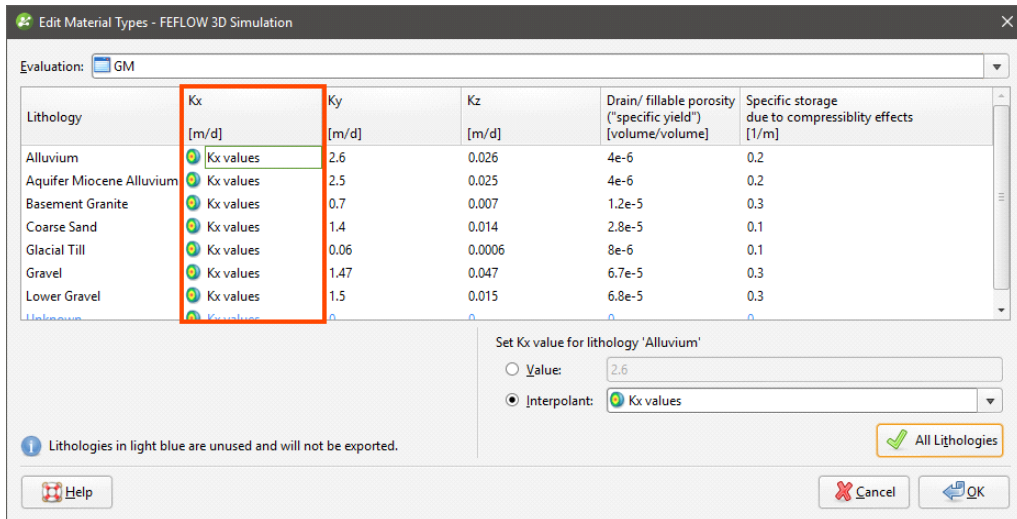 Edit Material Types - FEFLOW 3D Simulation
Evaluation: GM
Lithology Kx [m/d] Ky [m/d] Kz [m/d] Drain/ fillable porosity ("specific yield") [volume/volume] Specific storage due to compressiblity effects [1/m]
Alluvium Kx values 2.6 0.026 4e-6 0.2
Aquifer Miocene Alluvium Kx values 2.5 0.025 4e-6 0.2
Basement Granite Kx values 0.7 0.007 1.2e-5 0.3
Coarse Sand Kx values 1.4 0.014 2.8e-5 0.1
Glacial Till Kx values 0.06 0.0006 8e-6 0.1
Gravel Kx values 1.47 0.047 6.7e-5 0.3
Lower Gravel Kx values 1.5 0.015 6.8e-5 0.3
Unknown Kx values 0 0 0 0
Set Kx value for lithology 'Alluvium'
Value: 2.6
Interpolant: Kx values
All Lithologies
Lithologies in light blue are unused and will not be exported.
Help Cancel OK